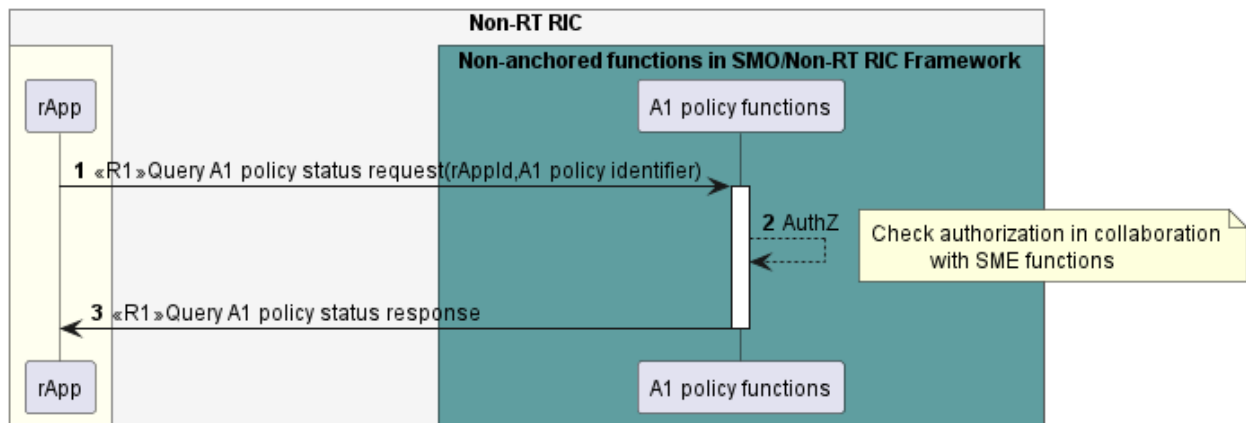 Non-RT RIC
Non-anchored functions in SMO/Non-RT RIC Framework
rApp
A1 policy functions
1 «R1»Query A1 policy status request(rAppId,A1 policy identifier)
2 AuthZ
Check authorization in collaboration
with SME functions
3 «R1»Query A1 policy status response
rApp
A1 policy functions